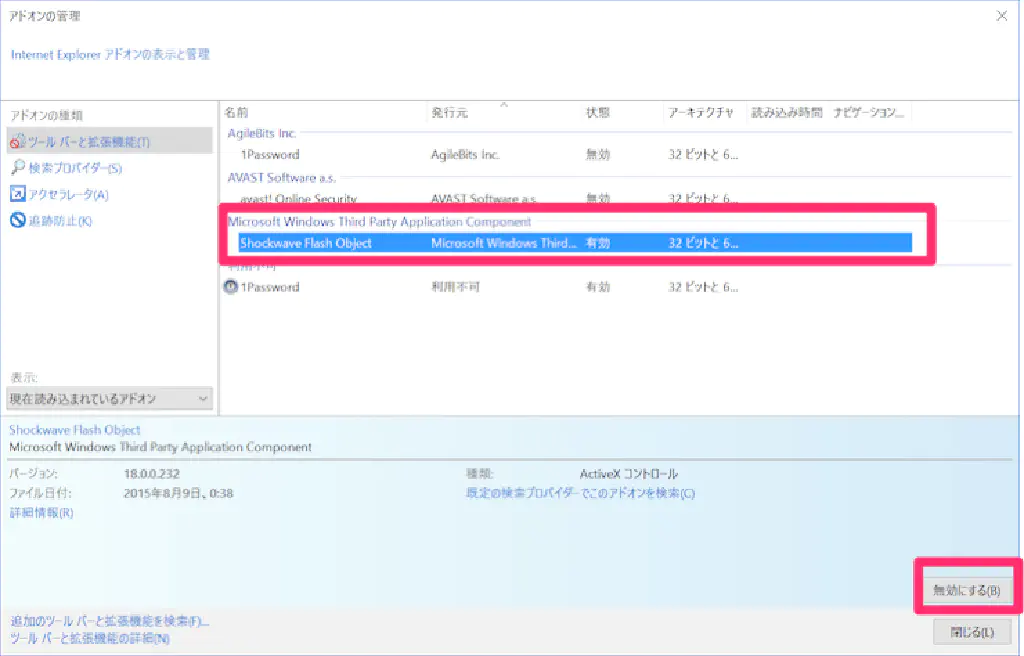 アドオンの管理
Internet Explorer アドオンの表示と管理
アドオンの種類
ツール バーと拡張機能(T)
検索プロバイダー(S)
アクセラレータ(A)
追跡防止(K)
表示:
現在読み込まれているアドオン
名前 発行元 状態 アーキテクチャ 読み込み時間 ナビゲーション...
AgileBits Inc.
1Password AgileBits Inc. 無効 32 ビットと 6...
AVAST Software a.s.
avast! Online Security AVAST Software a.s. 無効 32 ビットと 6...
Microsoft Windows Third Party Application Component
Shockwave Flash Object Microsoft Windows Third... 有効 32 ビットと 6...
利用不可
1Password 利用不可 有効 32 ビットと 6...
Shockwave Flash Object
Microsoft Windows Third Party Application Component
バージョン: 18.0.0.232 種類: ActiveX コントロール
ファイル日付: 2015年8月9日、0:38 既定の検索プロバイダーでこのアドオンを検索(C)
詳細情報(R)
無効にする(B)
追加のツール バーと拡張機能を検索(F)...
ツール バーと拡張機能の詳細(N)
閉じる(L)